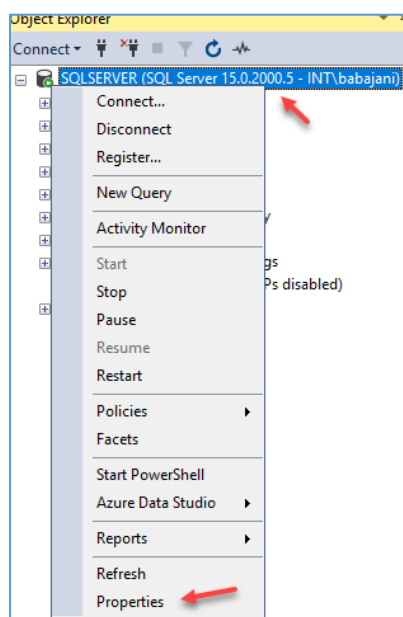 Object Explorer
Connect
SQLSERVER (SQL Server 15.0.2000.5 - INT\babajani)
Connect...
Disconnect
Register...
New Query
Activity Monitor
y
Start
gs
Stop
Ps disabled)
Pause
Resume
Restart
Policies
Facets
Start PowerShell
Azure Data Studio
Reports
Refresh
Properties